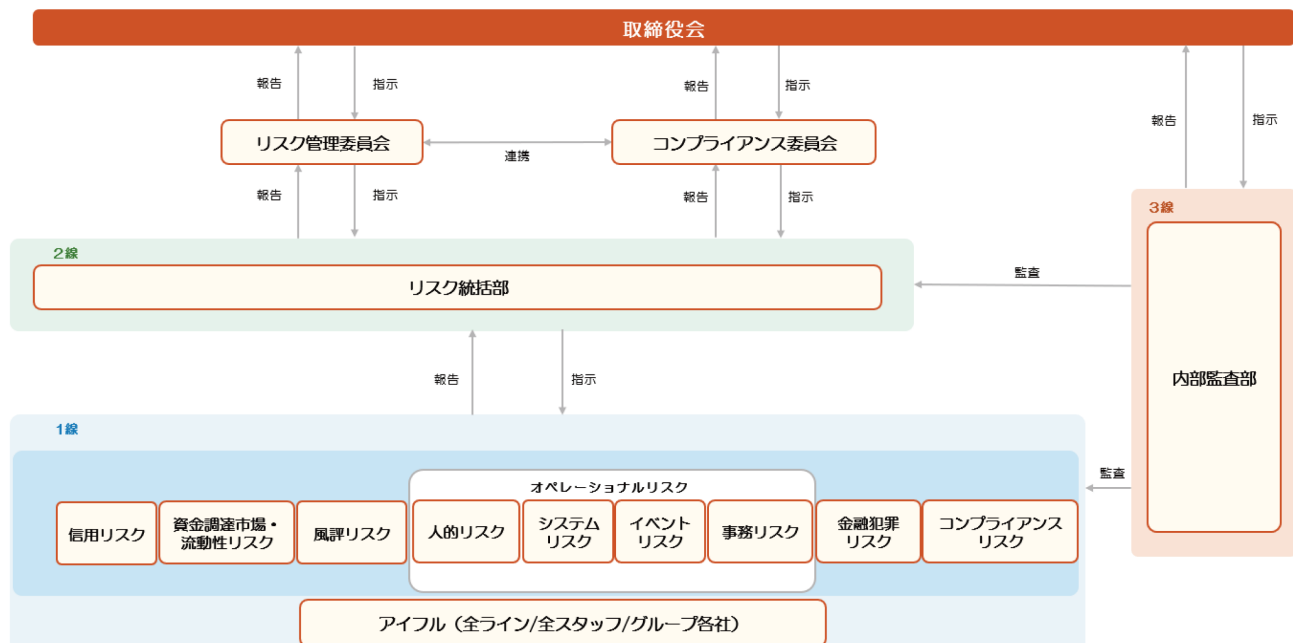 取締役会
報告
指示
報告
指示
報告
指示
リスク管理委員会
連携
コンプライアンス委員会
報告
指示
報告
指示
3線
内部監査部
2線
リスク統括部
監査
報告
指示
1線
監査
オペレーショナルリスク
信用リスク
資金調達市場・
流動性リスク
風評リスク
人的リスク
システム
リスク
イベント
リスク
事務リスク
金融犯罪
リスク
コンプライアンス
リスク
アイフル（全ライン/全スタッフ/グループ各社）